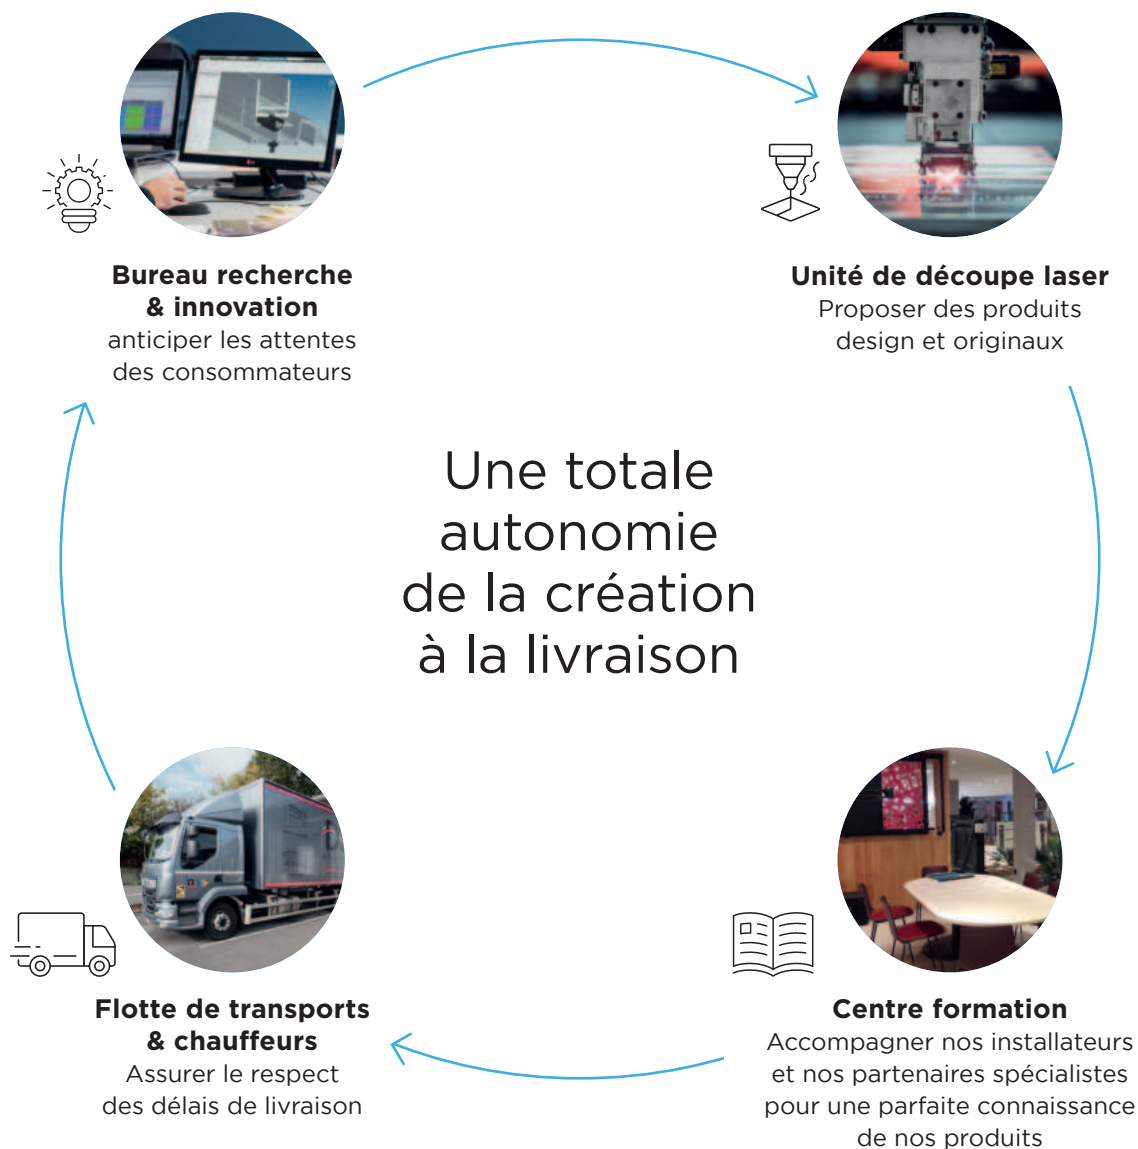 Bureau recherche
& innovation
anticiper les attentes
des consommateurs
Unité de découpe laser
Proposer des produits
design et originaux
Une totale
autonomie
de la création
à la livraison
Flotte de transports
& chauffeurs
Assurer le respect
des délais de livraison
Centre formation
Accompagner nos installateurs
et nos partenaires spécialistes
pour une parfaite connaissance
de nos produits